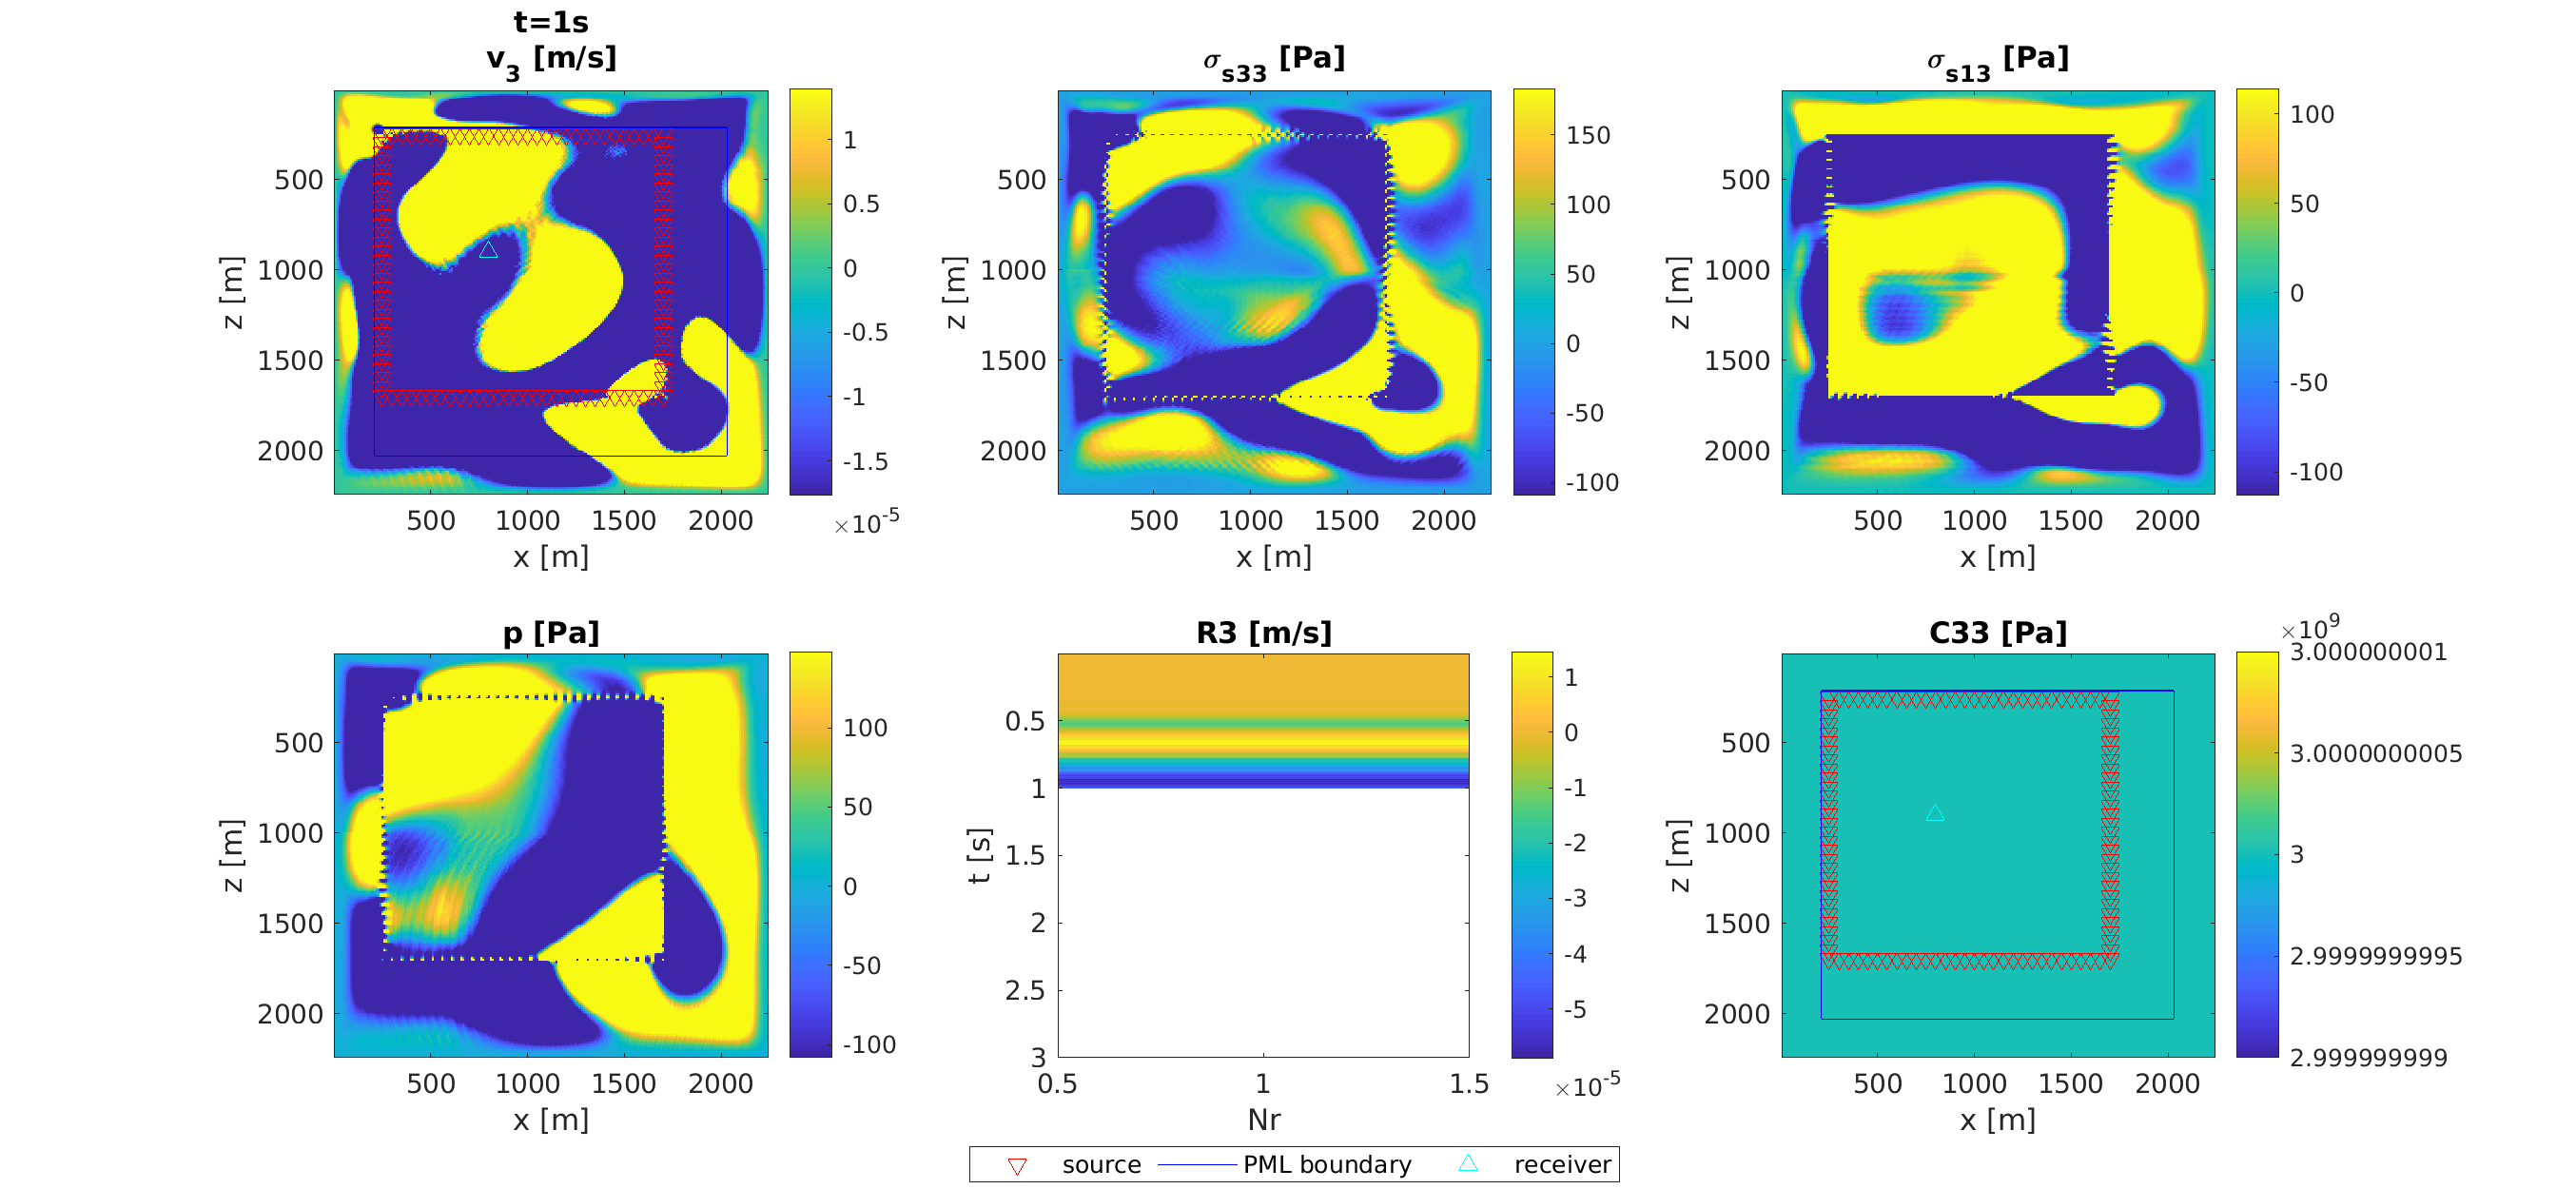 t=1s
v3 [m/s]
500
1000
1500
2000
z [m]
500 1000 1500 2000
x [m]
1
0.5
0
-0.5
-1
-1.5
×10-5
σs33 [Pa]
500
1000
1500
2000
z [m]
500 1000 1500 2000
x [m]
150
100
50
0
-50
-100
σs13 [Pa]
500
1000
1500
2000
z [m]
500 1000 1500 2000
x [m]
100
50
0
-50
-100
p [Pa]
500
1000
1500
2000
z [m]
500 1000 1500 2000
x [m]
100
50
0
-50
-100
R3 [m/s]
0.5
1
1.5
2
2.5
3
t [s]
0.5 1 1.5
Nr
1
0
-1
-2
-3
-4
-5
×10-5
C33 [Pa]
500
1000
1500
2000
z [m]
500 1000 1500 2000
x [m]
×109
3.000000001
3.0000000005
3
2.9999999995
2.999999999
source PML boundary receiver